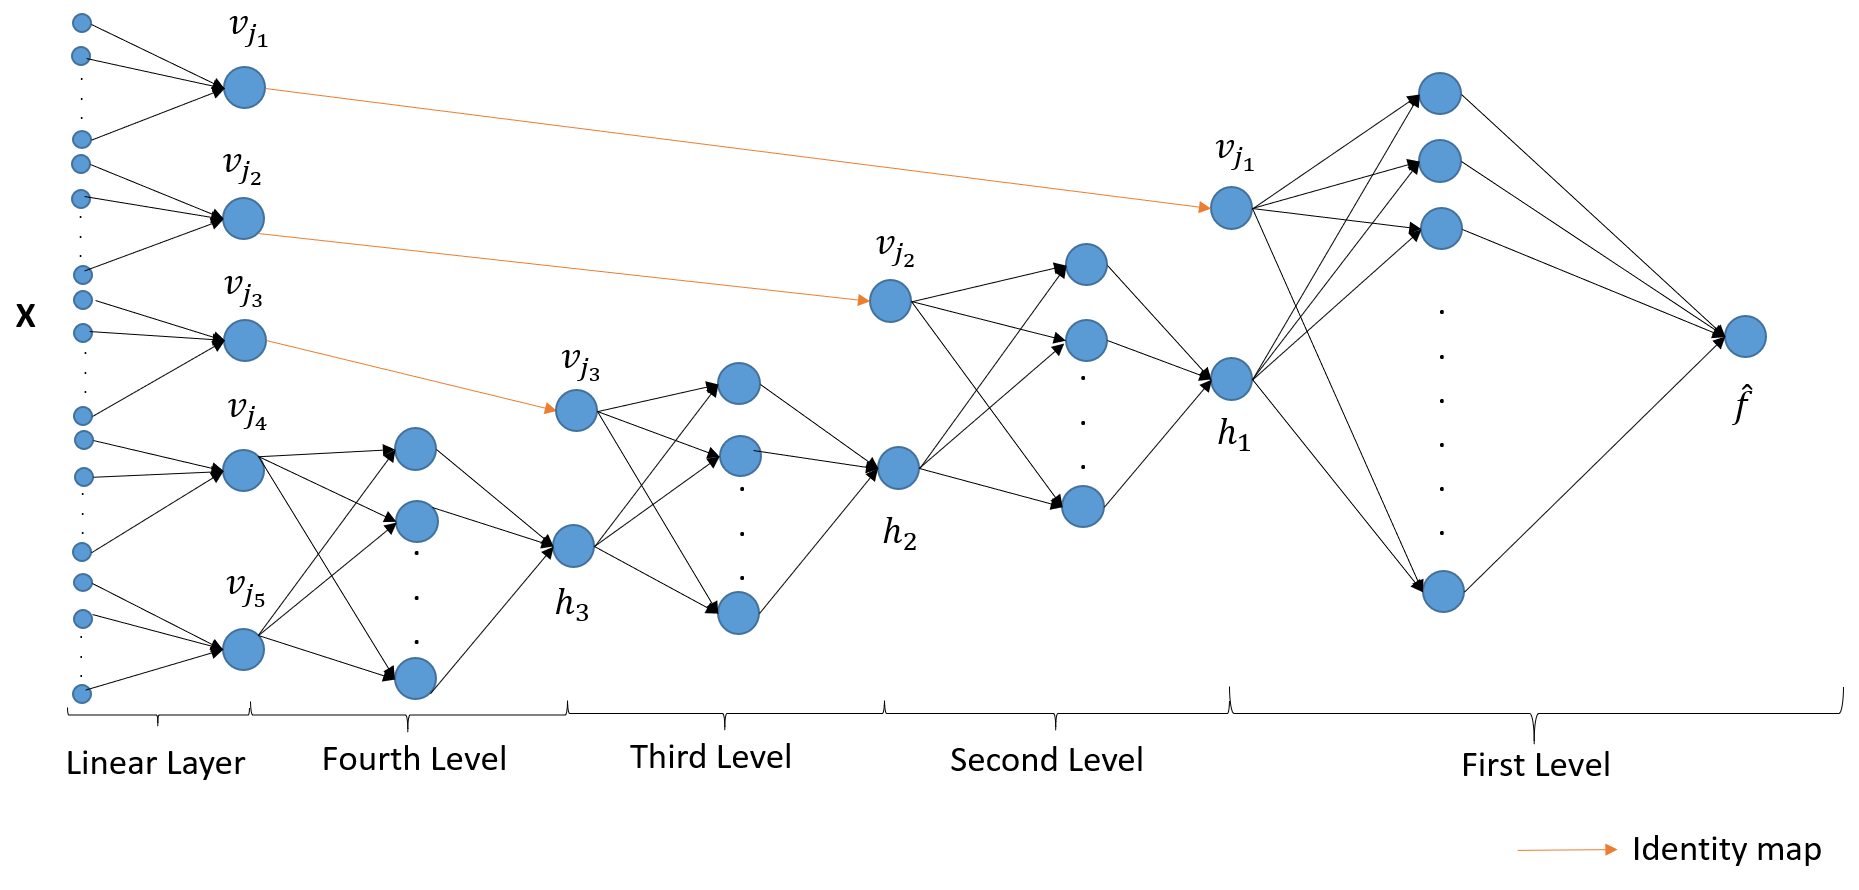 v_{j_1}
v_{j_2}
v_{j_3}
v_{j_4}
v_{j_5}
X
v_{j_3}
h_3
v_{j_2}
h_2
v_{j_1}
h_1
\hat{f}
Linear Layer
Fourth Level
Third Level
Second Level
First Level
Identity map